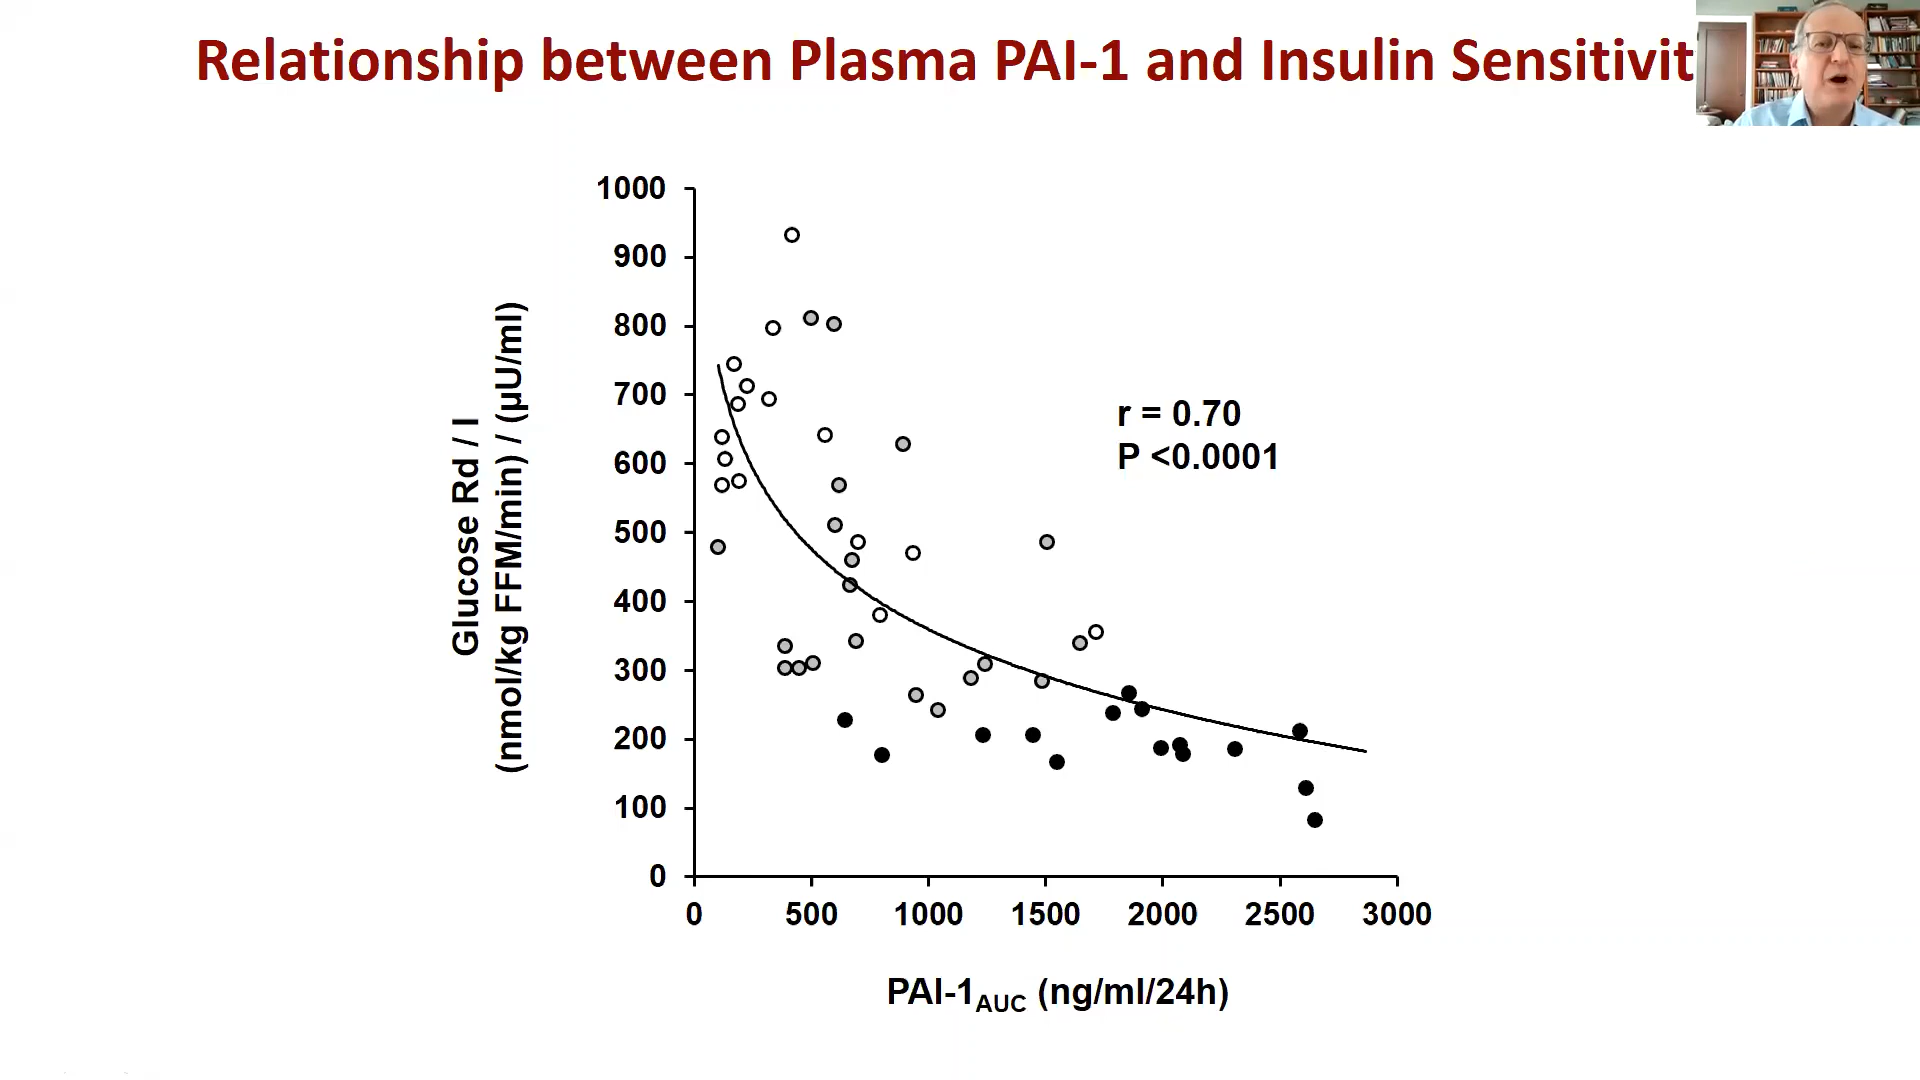 Relationship between Plasma PAI-1 and Insulin Sensitivit
1000
900
800
700
600
500
400
300
200
100
0
Glucose Rd / I
(nmol/kg FFM/min) / (µU/ml)
r = 0.70
P <0.0001
0 500 1000 1500 2000 2500 3000
PAI-1AUC (ng/ml/24h)